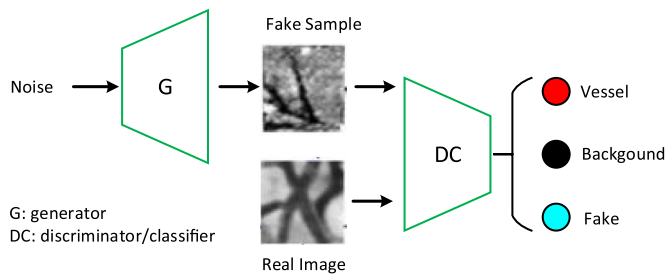 Fake Sample
Noise
G
Vessel
DC
Backgound
G: generator
DC: discriminator/classifier
Fake
Real Image